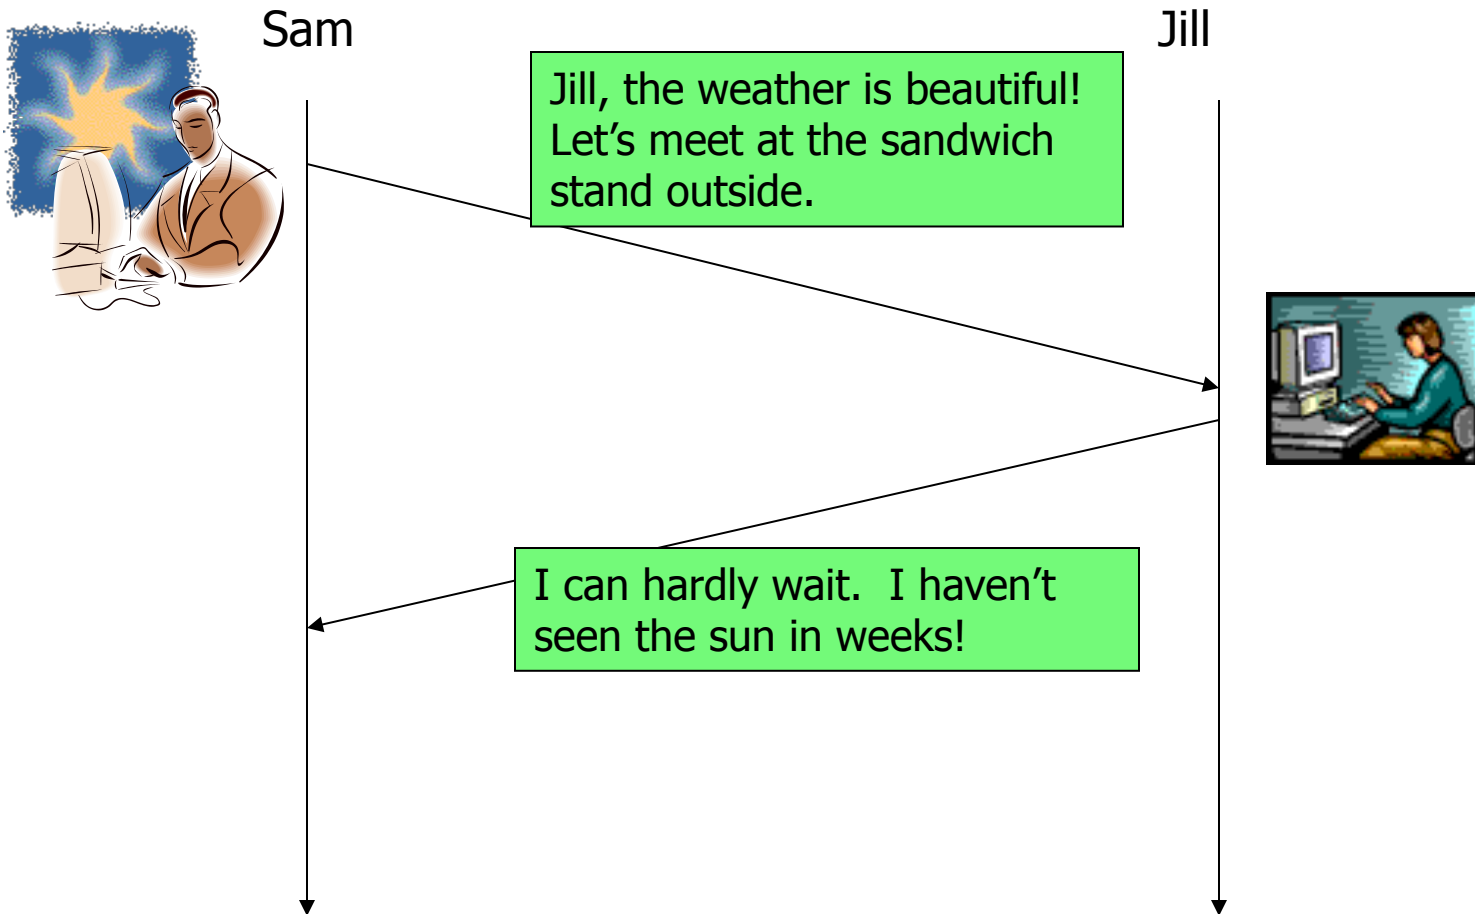 Sam
Jill
Jill, the weather is beautiful!
Let’s meet at the sandwich
stand outside.
I can hardly wait.  I haven’t
seen the sun in weeks!